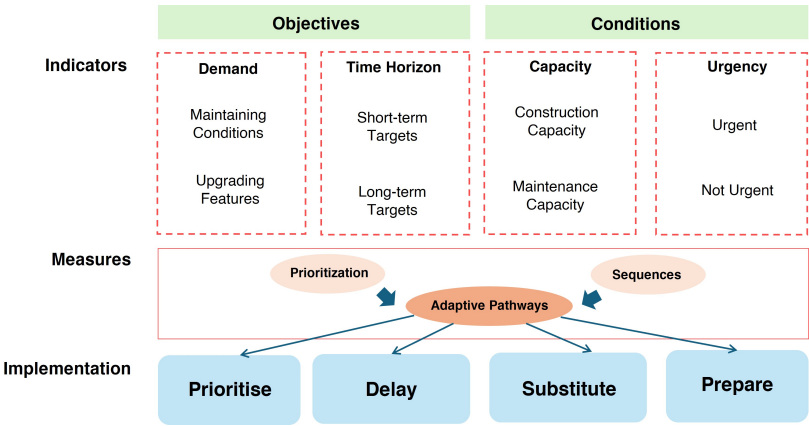 Objectives
Conditions
Indicators
Demand
Maintaining
Conditions
Upgrading
Features
Time Horizon
Short-term
Targets
Long-term
Targets
Capacity
Construction
Capacity
Maintenance
Capacity
Urgency
Urgent
Not Urgent
Measures
Prioritization
Sequences
Adaptive Pathways
Implementation
Prioritise
Delay
Substitute
Prepare